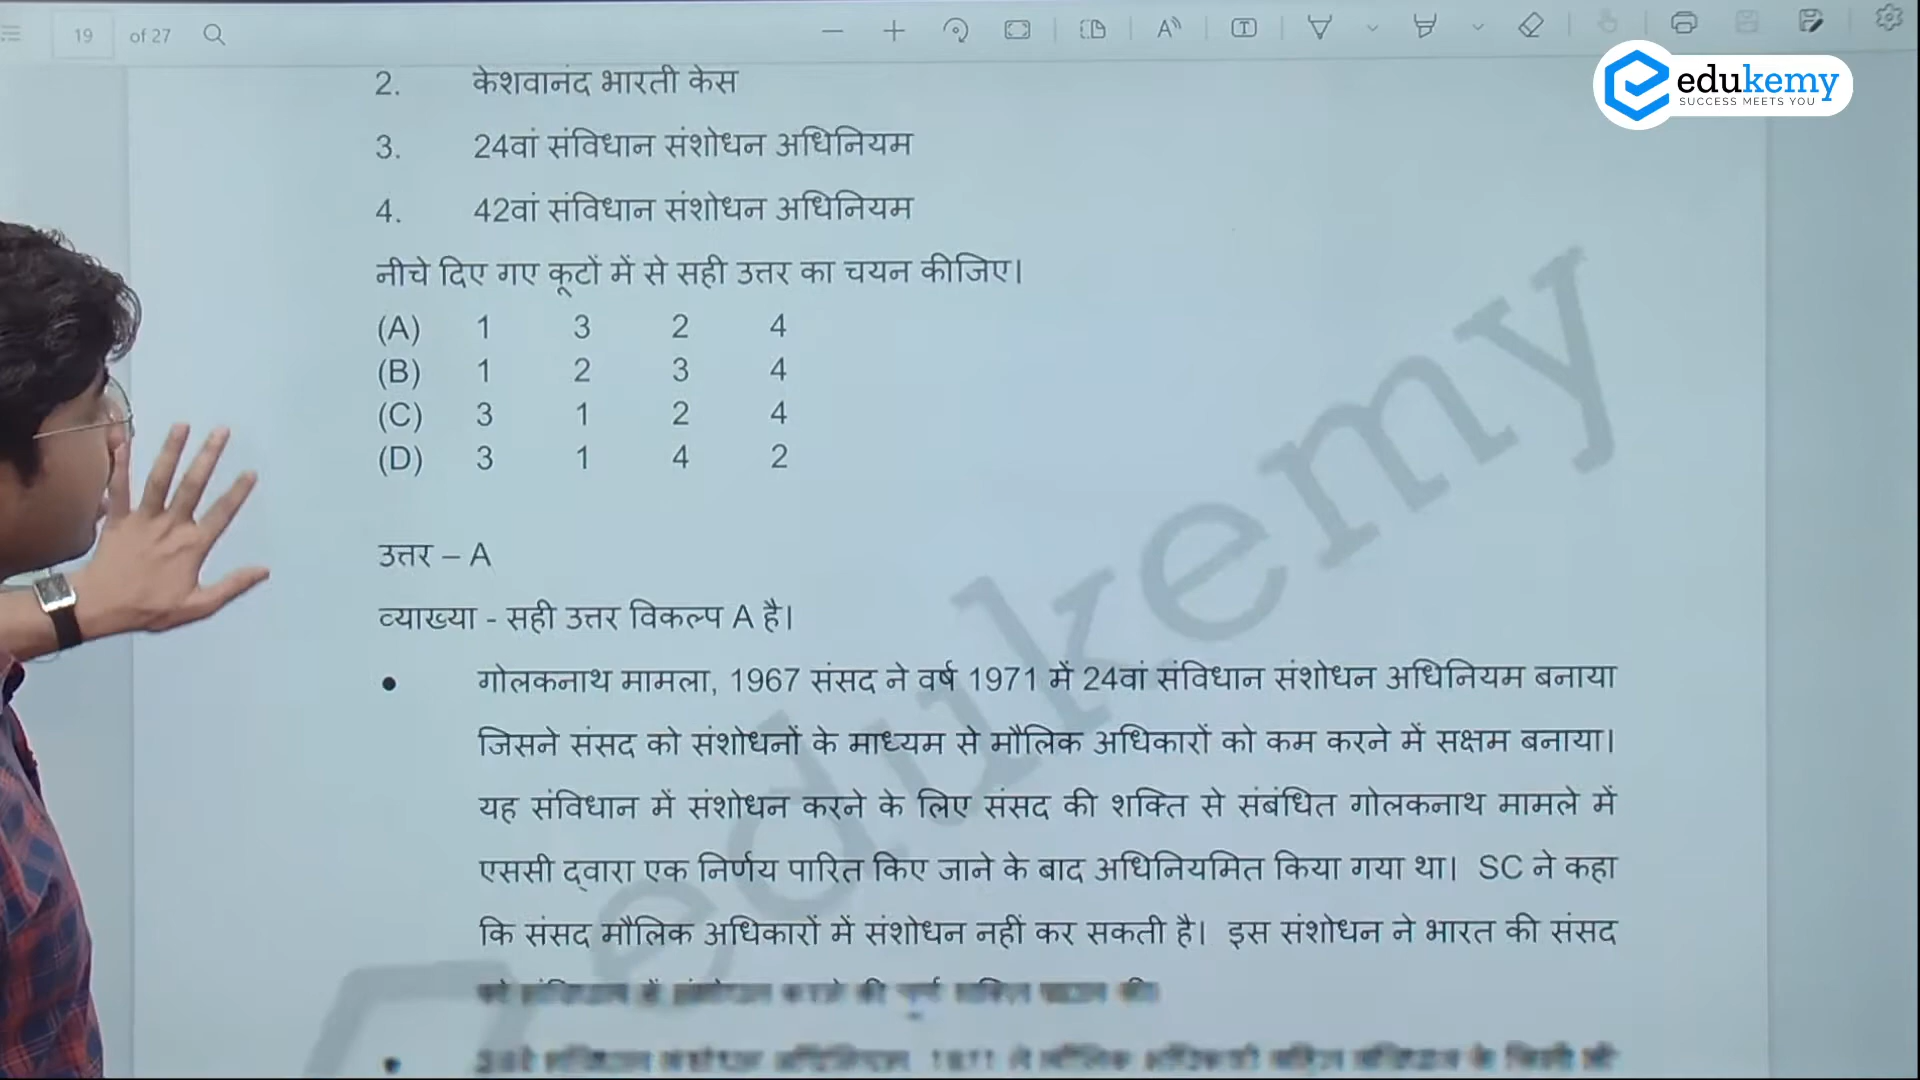 19 of 27
edukemy
SUCCESS MEETS YOU
2. केशवानंद भारती केस
3. 24वां संविधान संशोधन अधिनियम
4. 42वां संविधान संशोधन अधिनियम
नीचे दिए गए कूटों में से सही उत्तर का चयन कीजिए।
(A) 1 3 2 4
(B) 1 2 3 4
(C) 3 1 2 4
(D) 3 1 4 2
उत्तर – A
व्याख्या - सही उत्तर विकल्प A है।
● गोलकनाथ मामला, 1967 संसद ने वर्ष 1971 में 24वां संविधान संशोधन अधिनियम बनाया
जिसने संसद को संशोधनों के माध्यम से मौलिक अधिकारों को कम करने में सक्षम बनाया।
यह संविधान में संशोधन करने के लिए संसद की शक्ति से संबंधित गोलकनाथ मामले में
एससी द्वारा एक निर्णय पारित किए जाने के बाद अधिनियमित किया गया था। SC ने कहा
कि संसद मौलिक अधिकारों में संशोधन नहीं कर सकती है। इस संशोधन ने भारत की संसद
edukemy